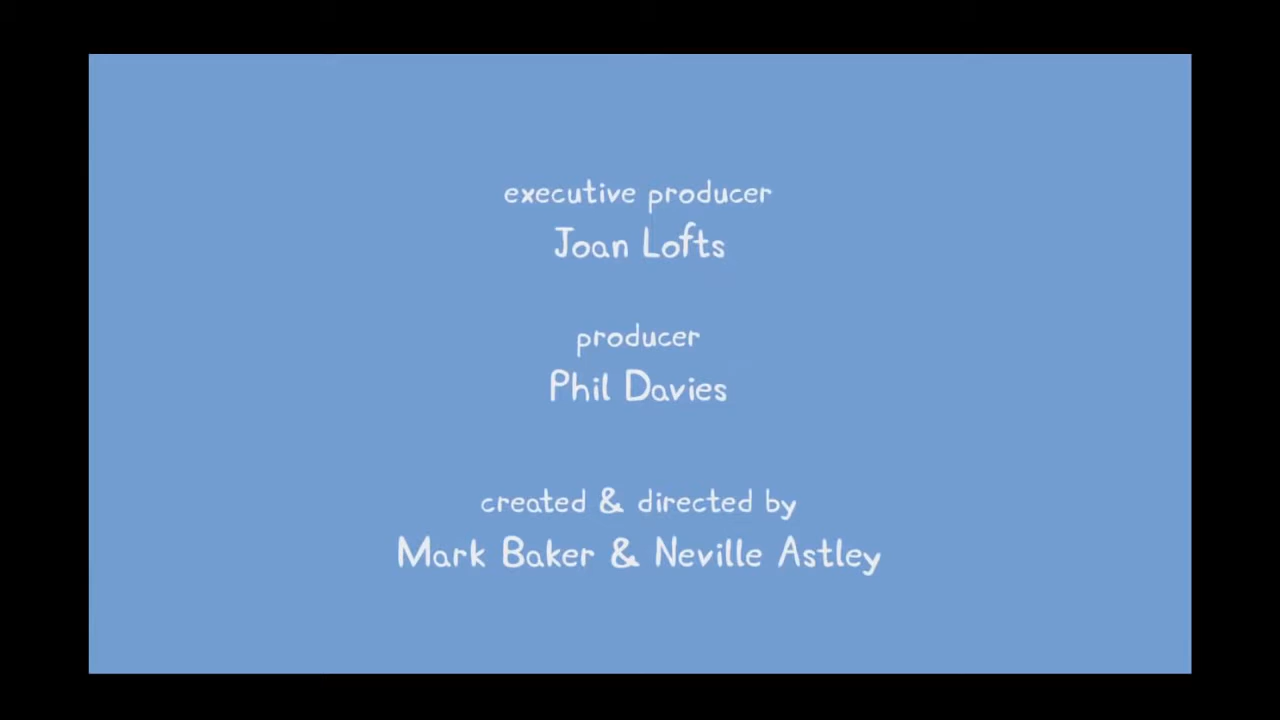 executive producer
Joan Lofts
producer
Phil Davies
created & directed by
Mark Baker & Neville Astley